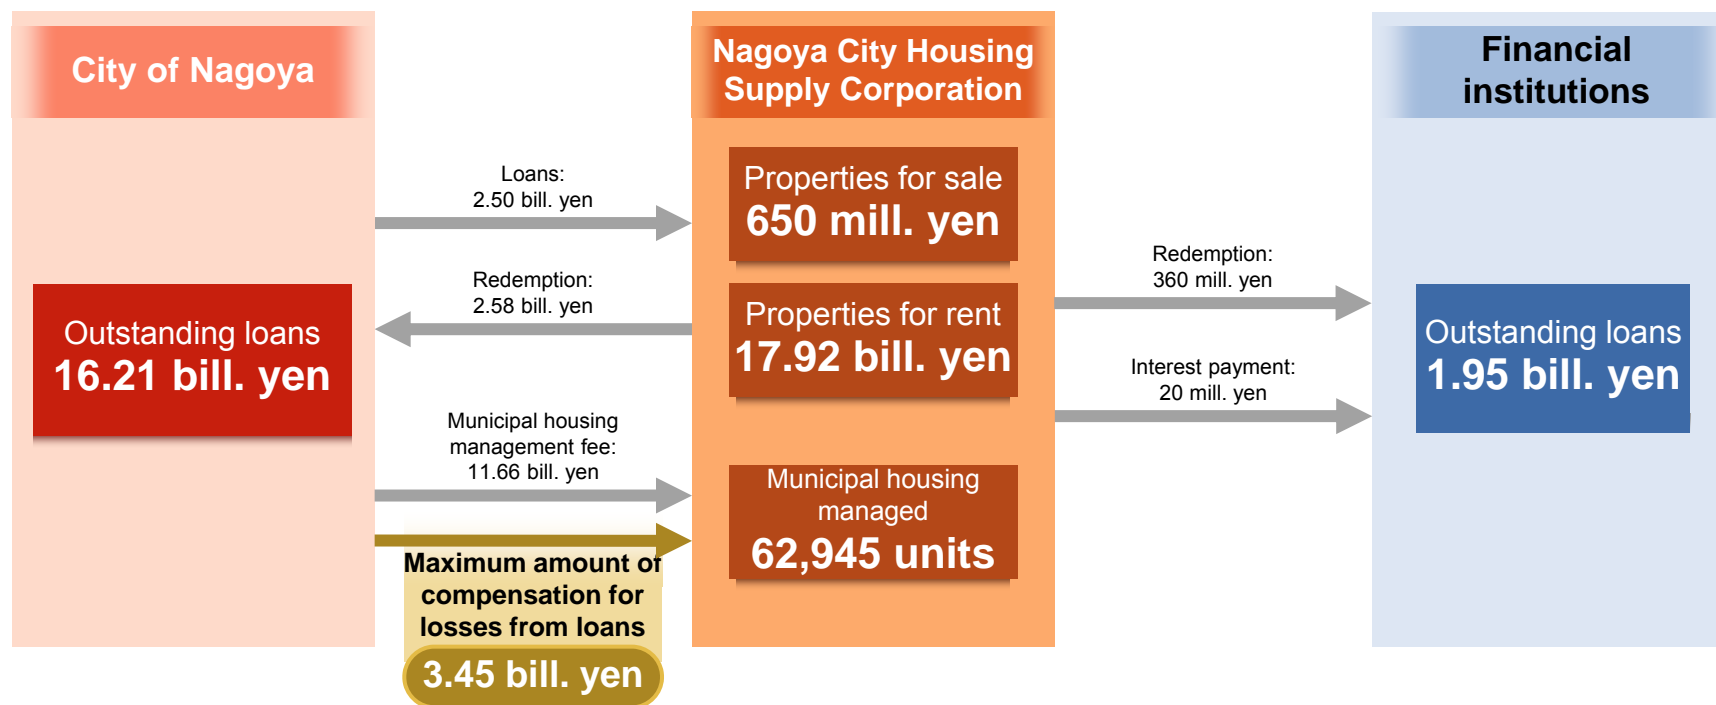 City of Nagoya
Outstanding loans
16.21 bill. yen
Loans:
2.50 bill. yen
Redemption:
2.58 bill. yen
Municipal housing
management fee:
11.66 bill. yen
Maximum amount of
compensation for
losses from loans
3.45 bill. yen
Nagoya City Housing
Supply Corporation
Properties for sale
650 mill. yen
Properties for rent
17.92 bill. yen
Municipal housing
managed
62,945 units
Redemption:
360 mill. yen
Interest payment:
20 mill. yen
Financial
institutions
Outstanding loans
1.95 bill. yen